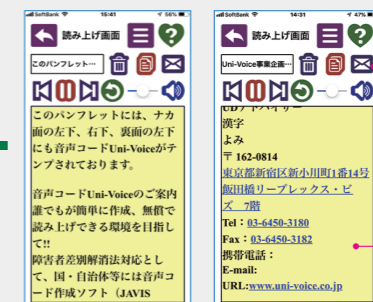 SoftBank 15:41 56%
読み上げ画面
このパンフレット…
このパンフレットには、ナカ
面の左下、右下、裏面の左下
にも音声コードUni-Voiceがテ
ンプされております。
音声コードUni-Voiceのご案内
誰でもが簡単に作成、無償で
読み上げできる環境を目指し
て!!
障害者差別解消法対応とし
て、国・自治体等には音声コ
ード作成ソフト（JAVIS
SoftBank 14:31 47%
読み上げ画面
Uni-Voice事業企画…
UDアドバイザー
漢字
よみ
〒 162-0814
東京都新宿区新小川町1番14号
飯田橋リープレックス・ビ
ズ 7階
Tel：03-6450-3180
Fax：03-6450-3182
携帯電話：
E-mail:
URL:www.uni-voice.co.jp